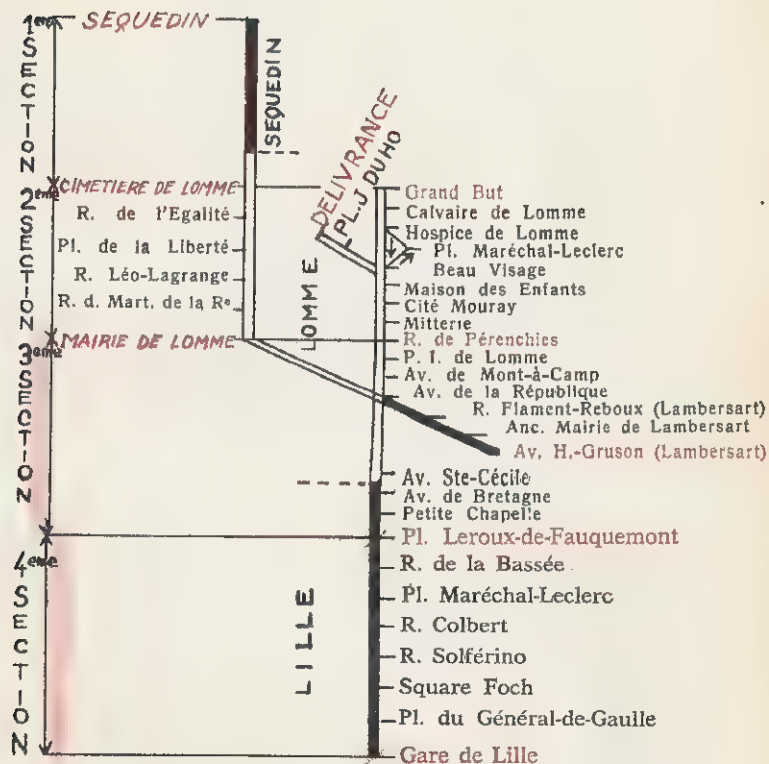 1ère SECTION
SEQUEDIN
SEQUEDIN
2ème SECTION
CIMETIERE DE LOMME
R. de l'Egalité
Pl. de la Liberté
R. Léo-Lagrange
R. d. Mart. de la Rce
MAIRIE DE LOMME
DELIVRANCE
PL. J DUHO
LOMME
Grand But
Calvaire de Lomme
Hospice de Lomme
Pl. Maréchal-Leclerc
Beau Visage
Maison des Enfants
Cité Mouray
Mitterie
R. de Pérenchies
3ème SECTION
P. I. de Lomme
Av. de Mont-à-Camp
Av. de la République
R. Flament-Reboux (Lambersart)
Anc. Mairie de Lambersart
Av. H.-Gruson (Lambersart)
Av. Ste-Cécile
Av. de Bretagne
Petite Chapelle
Pl. Leroux-de-Fauquemont
4ème SECTION
LILLE
R. de la Bassée
Pl. Maréchal-Leclerc
R. Colbert
R. Solférino
Square Foch
Pl. du Général-de-Gaulle
Gare de Lille